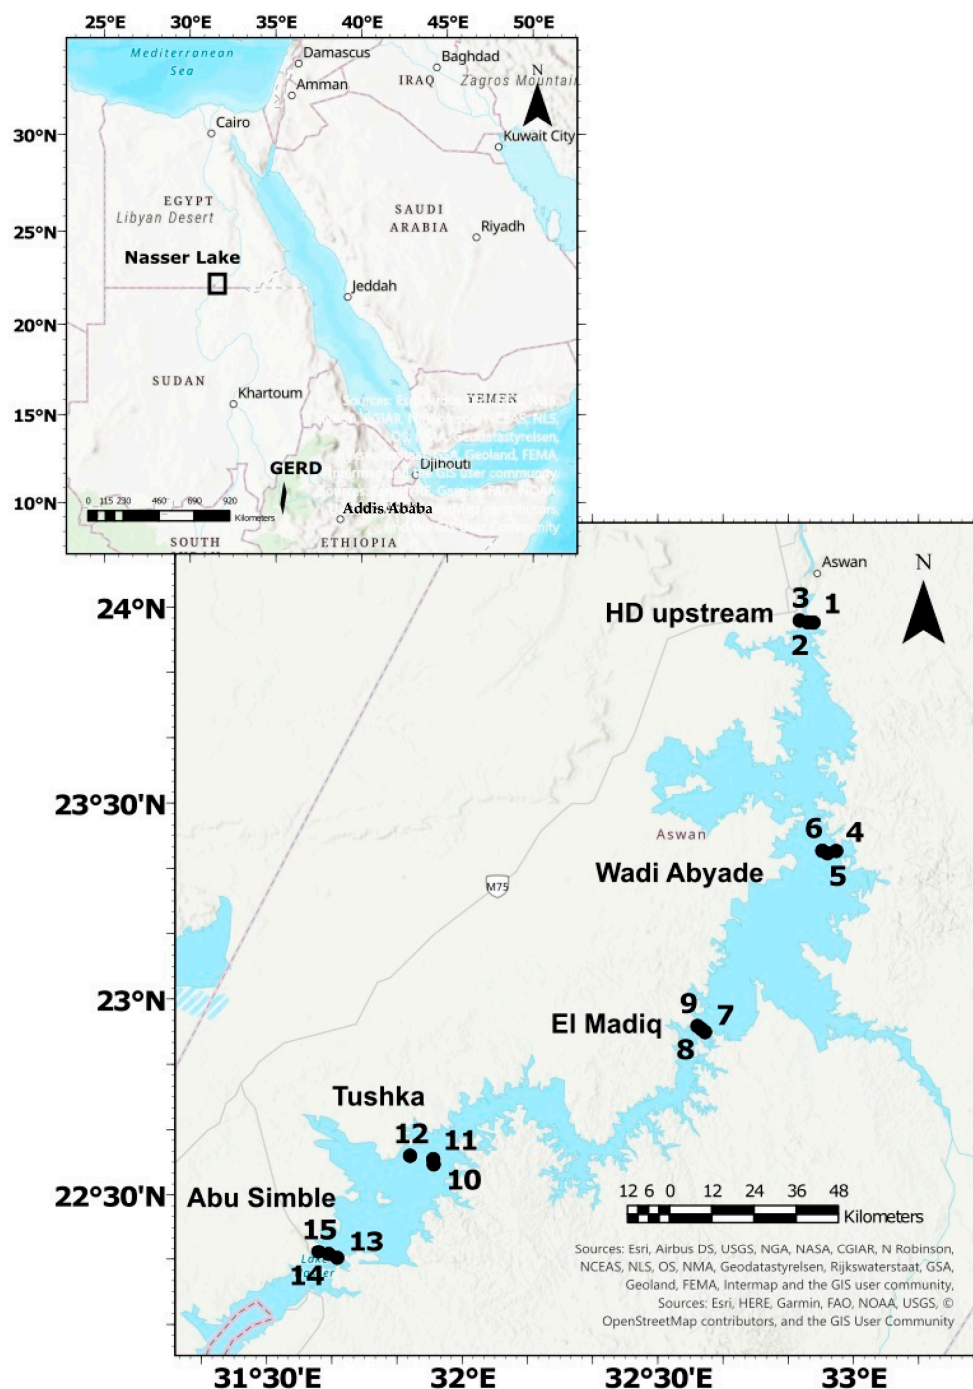 25°E 30°E 35°E 40°E 45°E 50°E
Mediterranean
Sea
Damascus
Baghdad
IRAQ
Zagros Mountain
Amman
N
Cairo
Kuwait City
30°N
EGYPT
Libyan Desert
SAUDI
ARABIA
Riyadh
25°N
Nasser Lake
Jeddah
20°N
SUDAN
Khartoum
YEMEN
15°N
GERD
Djibouti
10°N
0 115 230 460 690 920
Kilometers
Addis Ababa
SOUTH
ETHIOPIA
Aswan
N
24°N
HD upstream
3 1
2
23°30'N
Aswan
6 4
Wadi Abyade
5
M75
23°N
9 7
El Madiq
8
Tushka
12 11
10
22°30'N
Abu Simble
15 13
14
12 6 0 12 24 36 48
Kilometers
Sources: Esri, Airbus DS, USGS, NGA, NASA, CGIAR, N Robinson,
NCEAS, NLS, OS, NMA, Geodatastyrelsen, Rijkswaterstaat, GSA,
Geoland, FEMA, Intermap and the GIS user community,
Sources: Esri, HERE, Garmin, FAO, NOAA, USGS, ©
OpenStreetMap contributors, and the GIS User Community
31°30'E 32°E 32°30'E 33°E